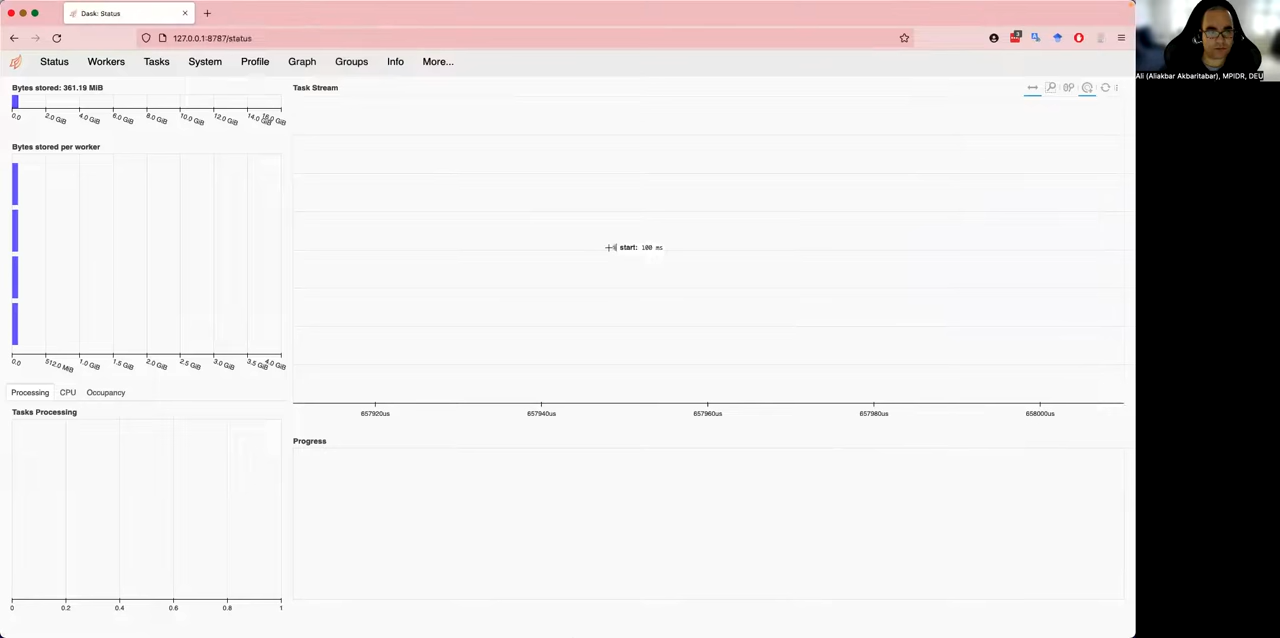 Dask: Status
127.0.0.1:8787/status
Status Workers Tasks System Profile Graph Groups Info More...
Ali (Aliakbar Akbaritabar), MPIDR, DEU
Bytes stored: 361.19 MiB
0.0 2.0 GiB 4.0 GiB 6.0 GiB 8.0 GiB 10.0 GiB 12.0 GiB 14.0 GiB 16.0 GiB
Bytes stored per worker
0.0 512.0 MiB 1.0 GiB 1.5 GiB 2.0 GiB 2.5 GiB 3.0 GiB 3.5 GiB 4.0 GiB
Processing CPU Occupancy
Tasks Processing
0 0.2 0.4 0.6 0.8 1
Task Stream
start: 100 ms
657920us 657940us 657960us 657980us 658000us
Progress